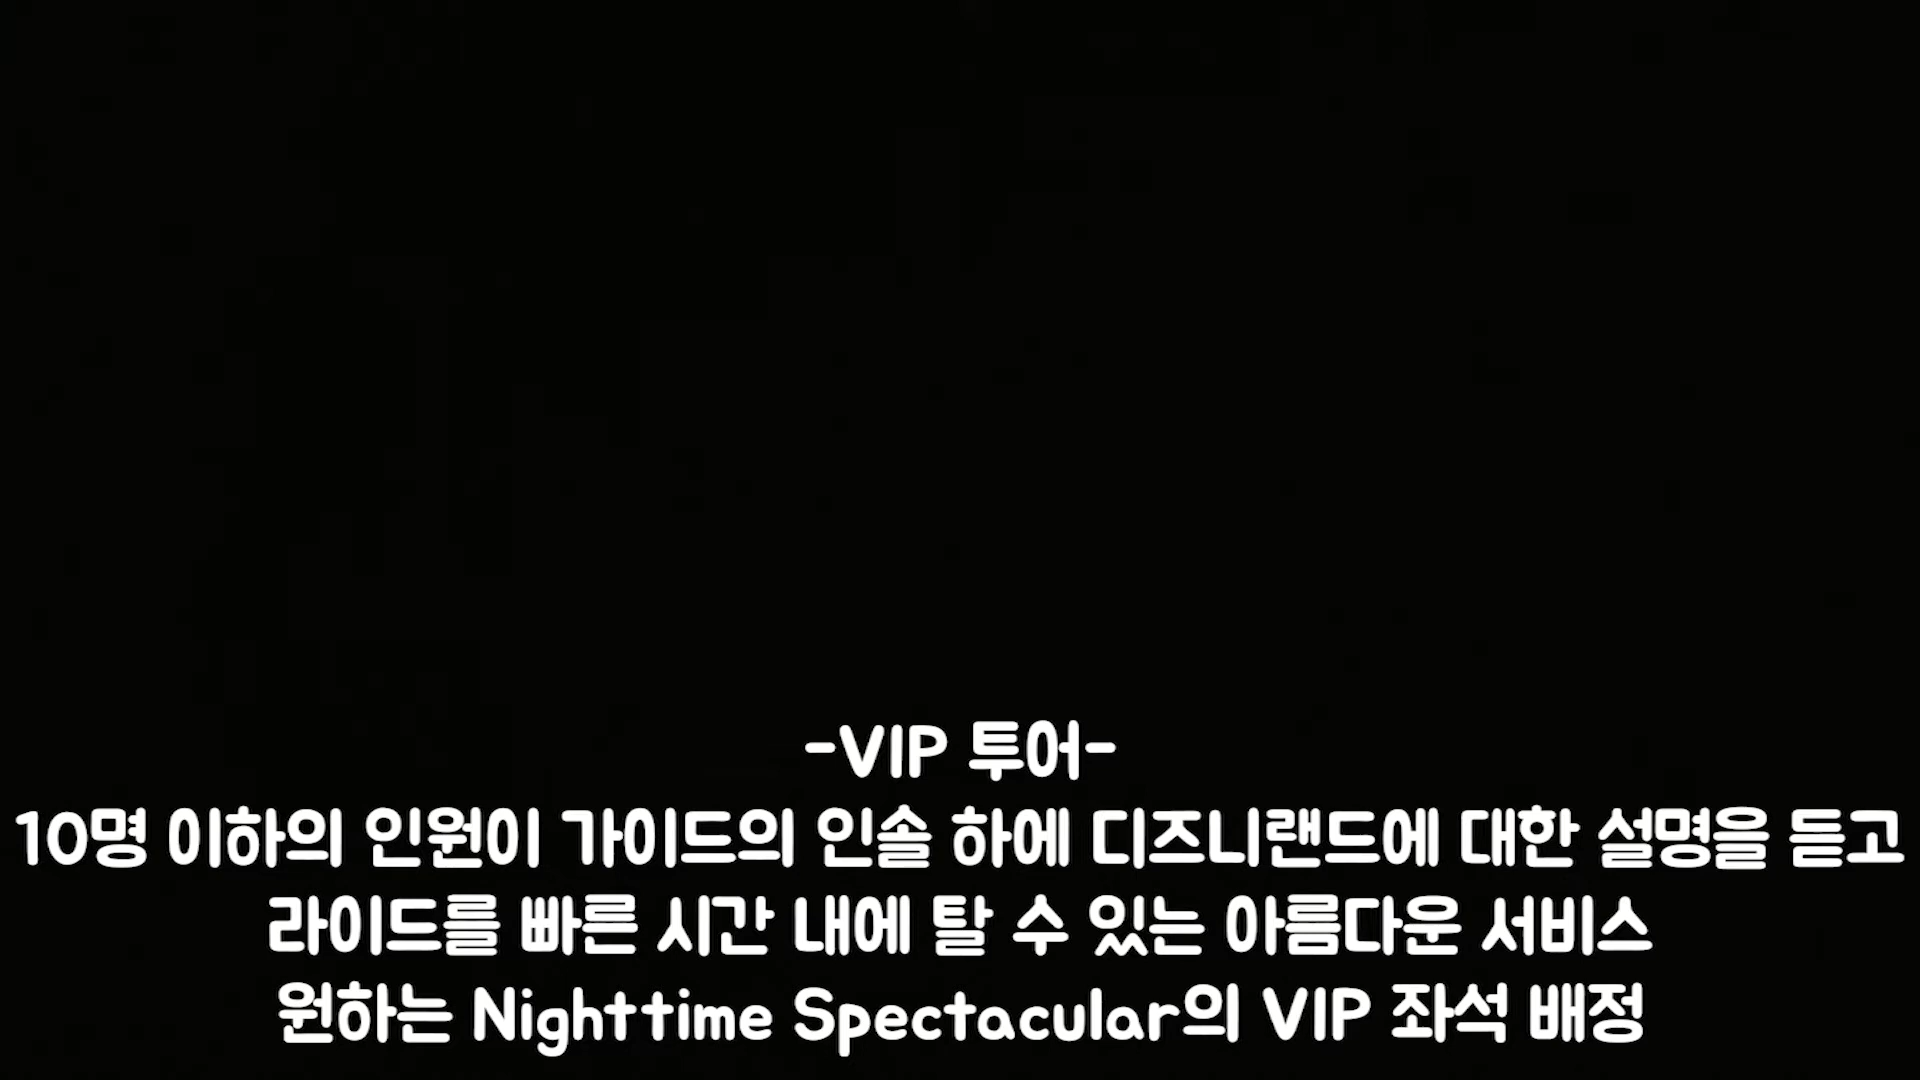 -VIP 투어-
10명 이하의 인원이 가이드의 인솔 하에 디즈니랜드에 대한 설명을 듣고
라이드를 빠른 시간 내에 탈 수 있는 아름다운 서비스
원하는 Nighttime Spectacular의 VIP 좌석 배정